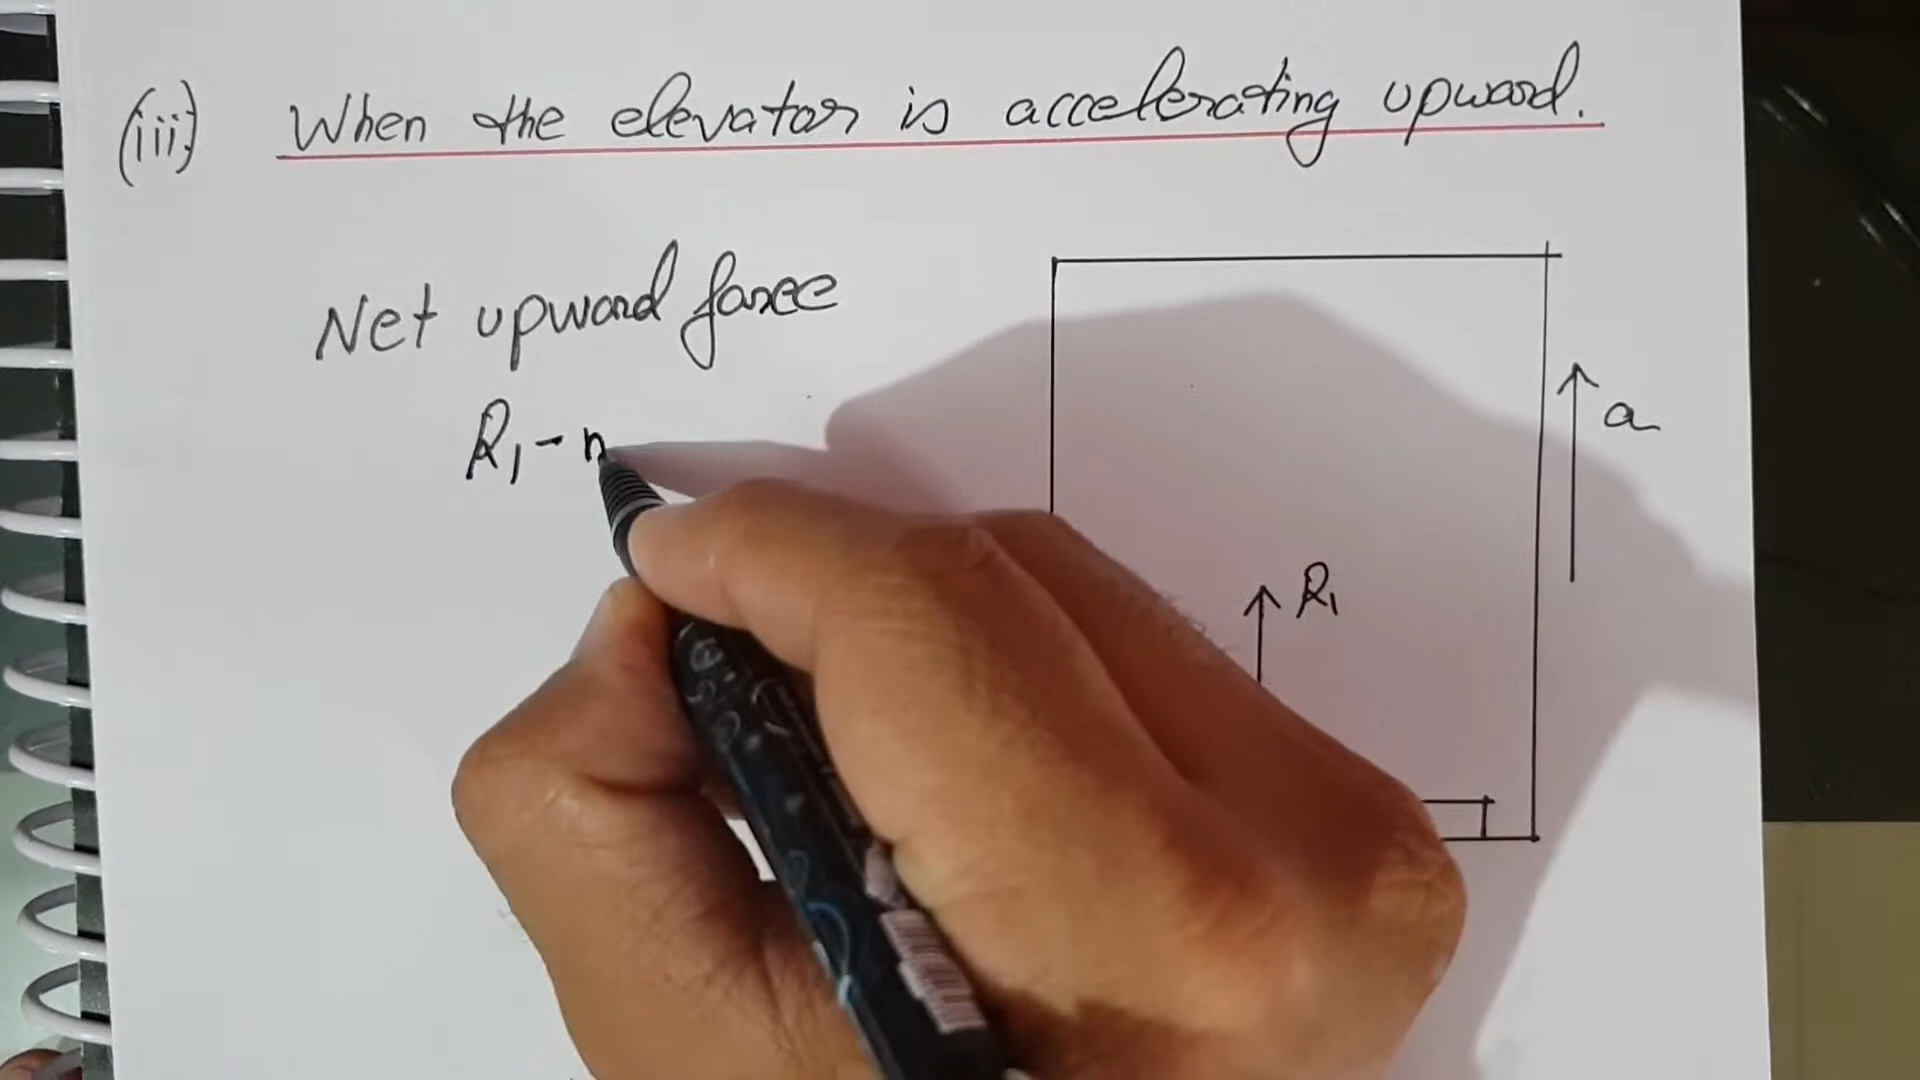 (iii) When the elevator is accelerating upward.
Net upward force
R₁ - n
a
R₁